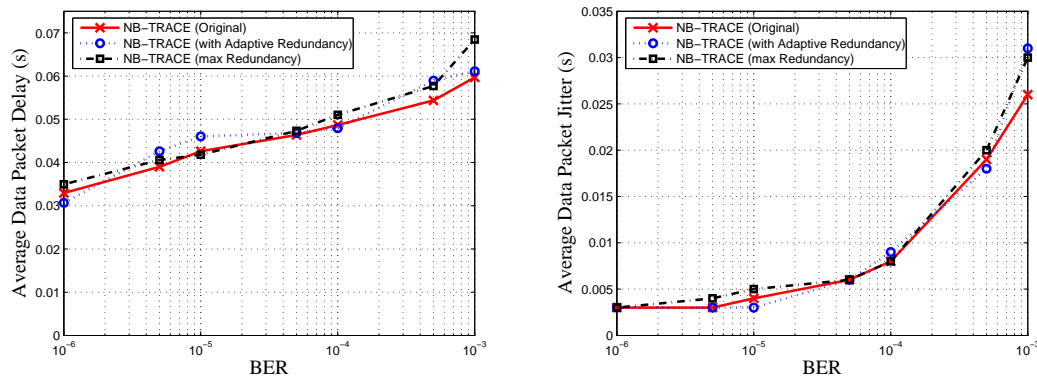 NB−TRACE (Original)
NB−TRACE (with Adaptive Redundancy)
NB−TRACE (max Redundancy)
0.07
0.06
0.05
0.04
0.03
0.02
0.01
0
Average Data Packet Delay (s)
10−6
10−5
10−4
10−3
BER
NB−TRACE (Original)
NB−TRACE (with Adaptive Redundancy)
NB−TRACE (max Redundancy)
0.035
0.03
0.025
0.02
0.015
0.01
0.005
0
Average Data Packet Jitter (s)
10−6
10−5
10−4
10−3
BER